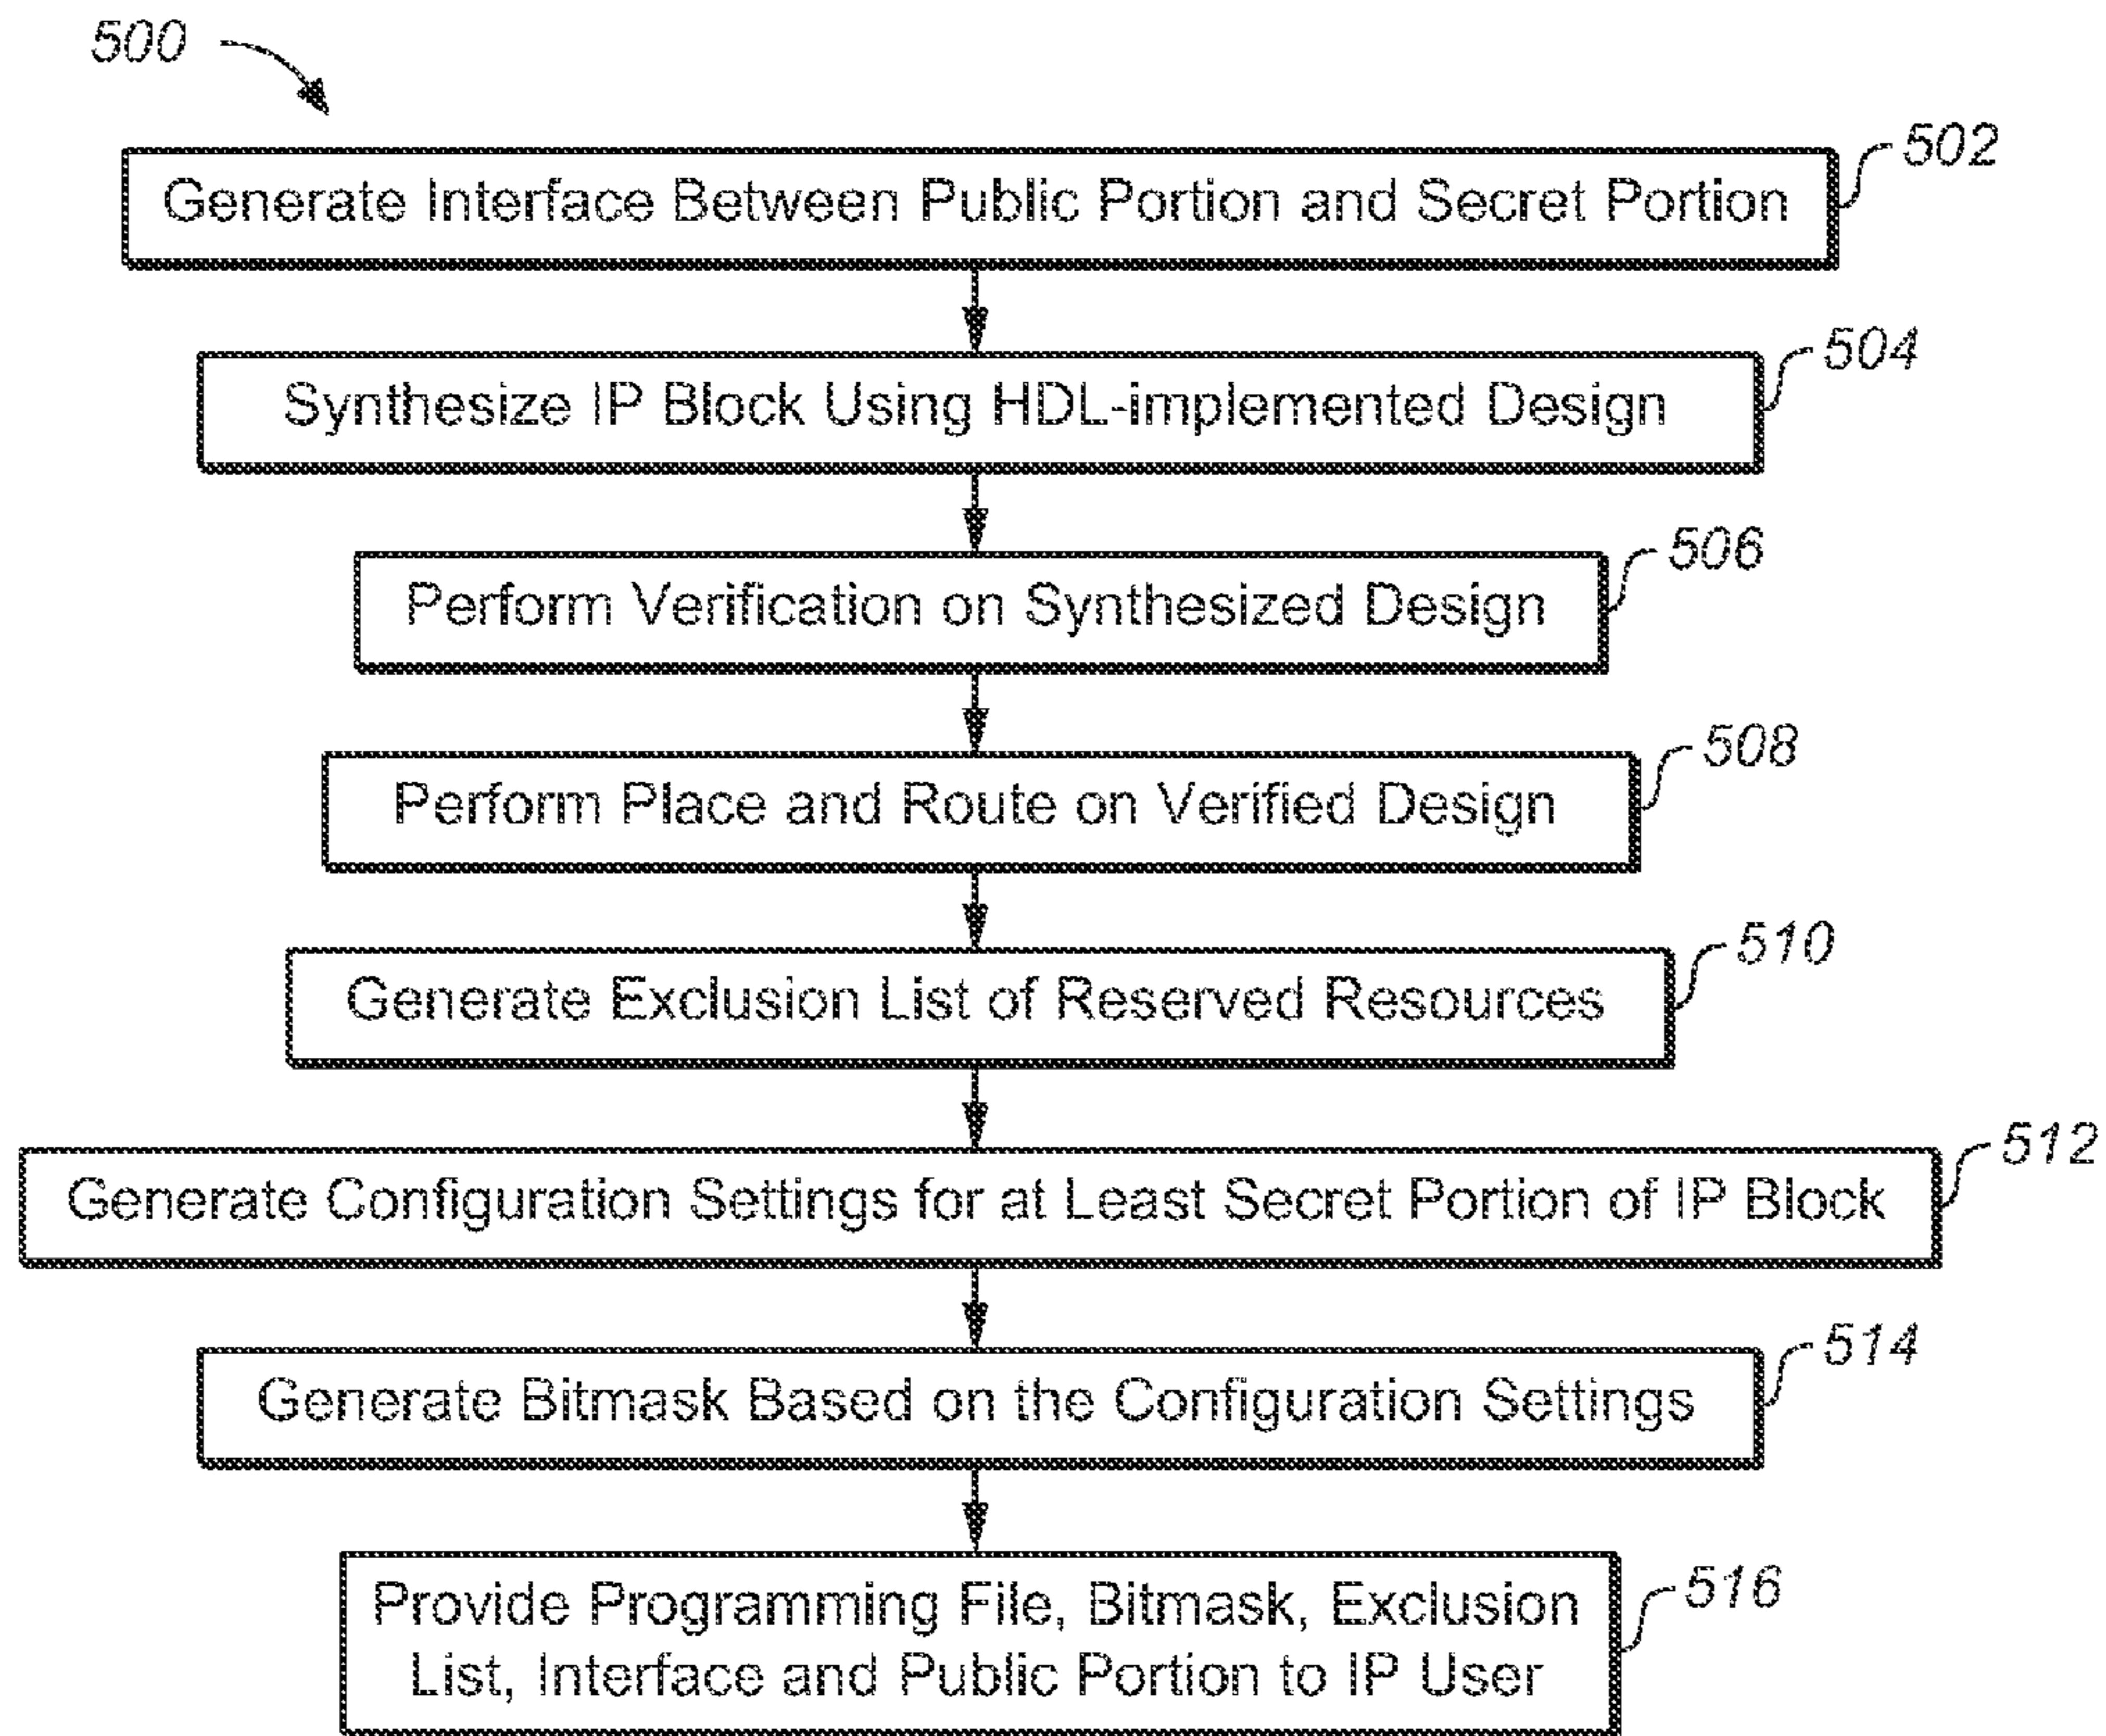 500
502
Generate Interface Between Public Portion and Secret Portion
504
Synthesize IP Block Using HDL-implemented Design
506
Perform Verification on Synthesized Design
508
Perform Place and Route on Verified Design
510
Generate Exclusion List of Reserved Resources
512
Generate Configuration Settings for at Least Secret Portion of IP Block
514
Generate Bitmask Based on the Configuration Settings
516
Provide Programming File, Bitmask, Exclusion
List, Interface and Public Portion to IP User